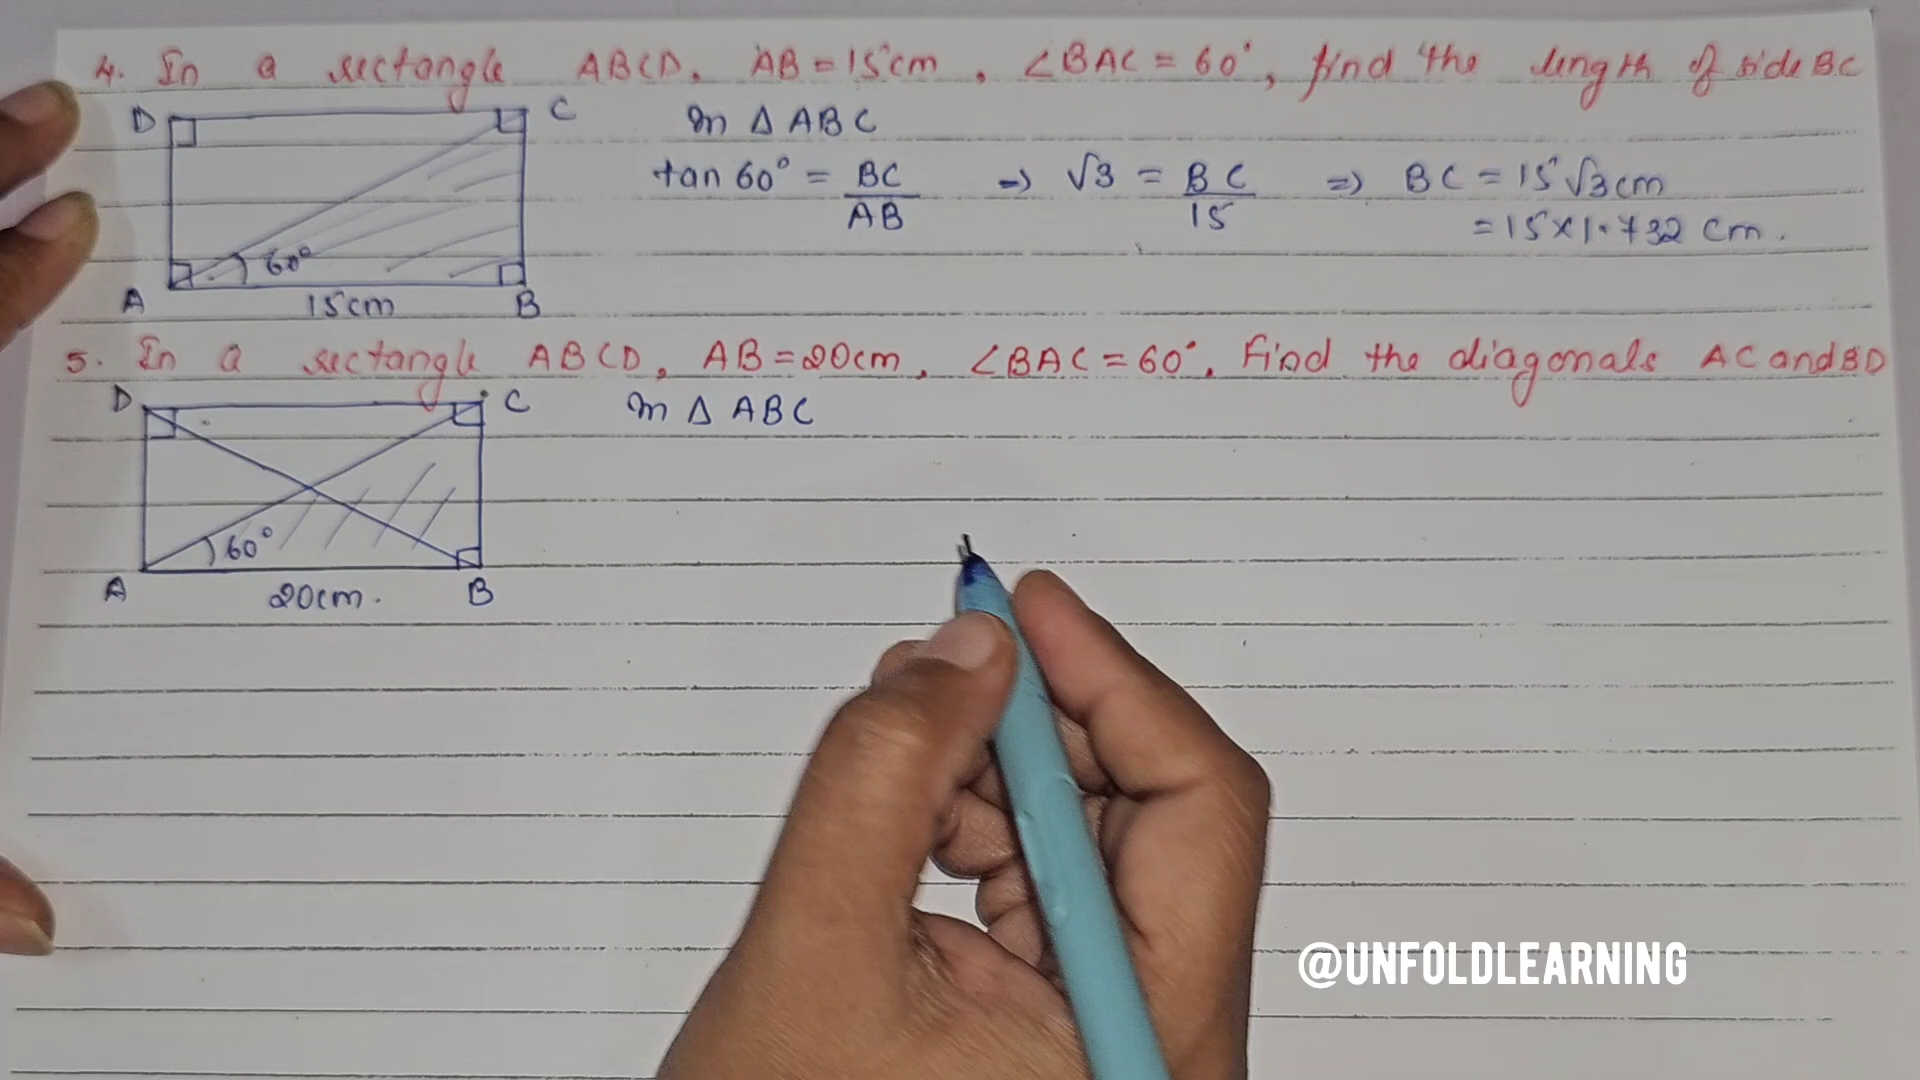 4. In a rectangle ABCD, AB = 15cm, ∠BAC = 60°, find the length of side BC
D C
In Δ ABC
tan 60° = BC/AB ⇒ √3 = BC/15 ⇒ BC = 15√3cm
= 15×1.732 cm.
60°
A 15cm B
5. In a rectangle ABCD, AB = 20cm, ∠BAC = 60°. Find the diagonals AC and BD
D C
In Δ ABC
60°
A 20cm. B
@UNFOLDLEARNING